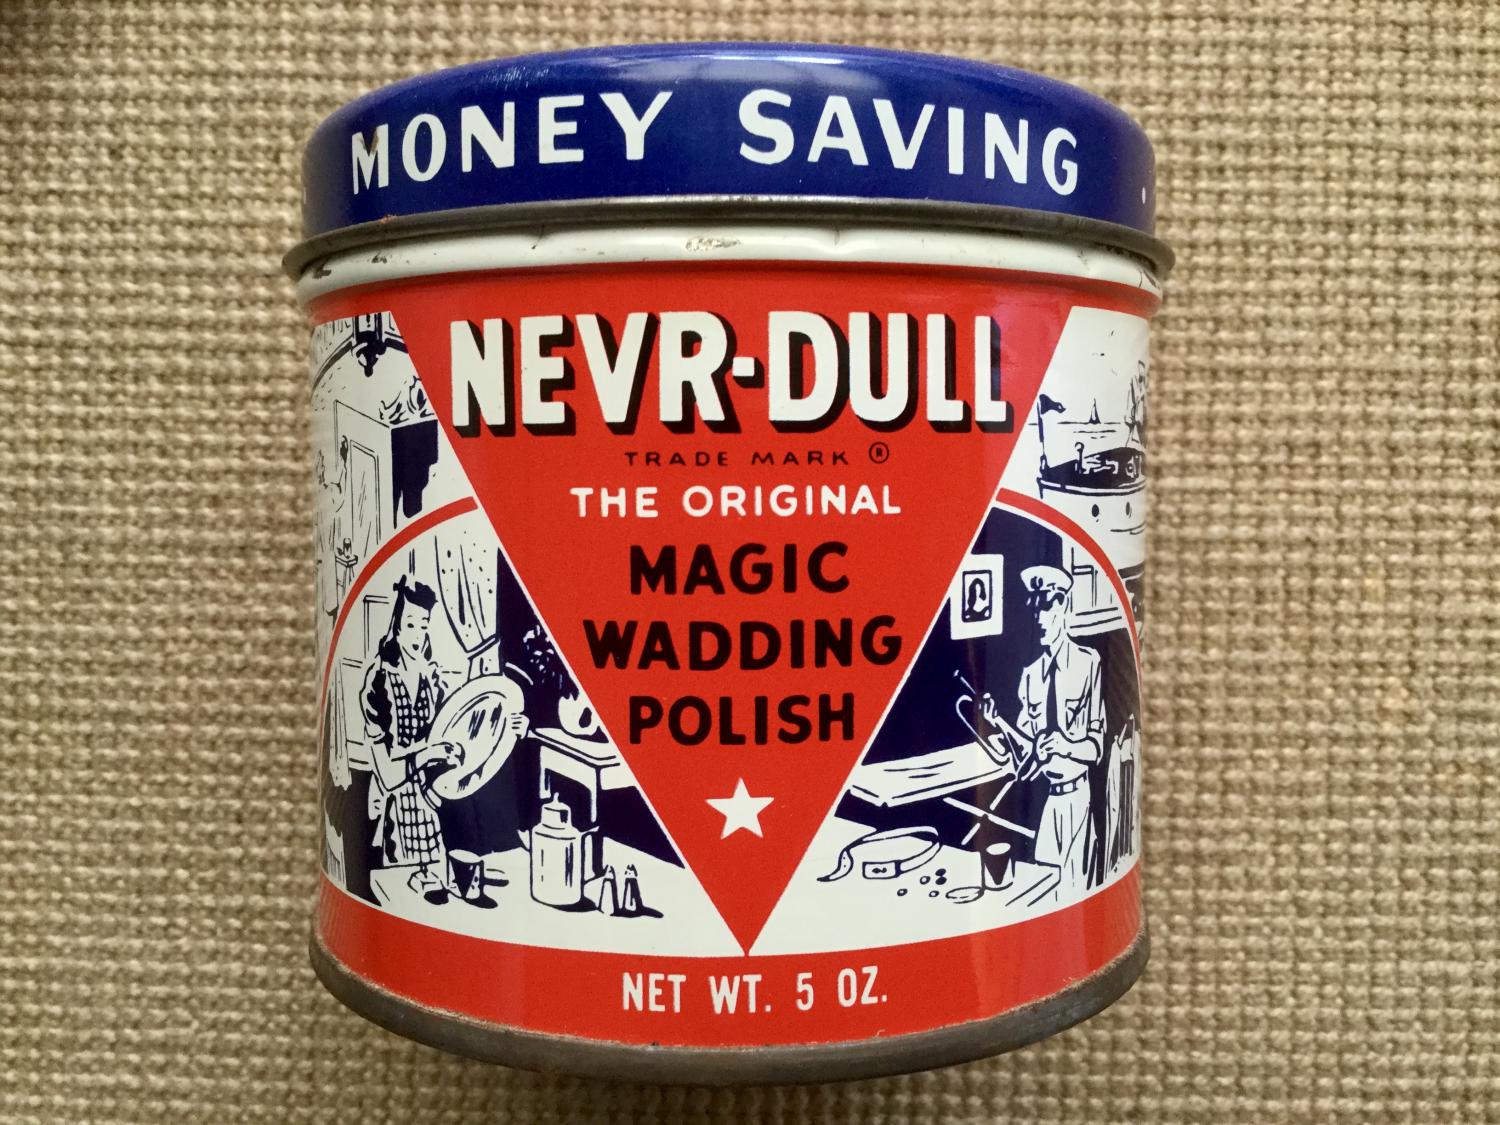 MONEY SAVING
NEVR-DULL
TRADE MARK ®
THE ORIGINAL
MAGIC
WADDING
POLISH
NET WT. 5 OZ.